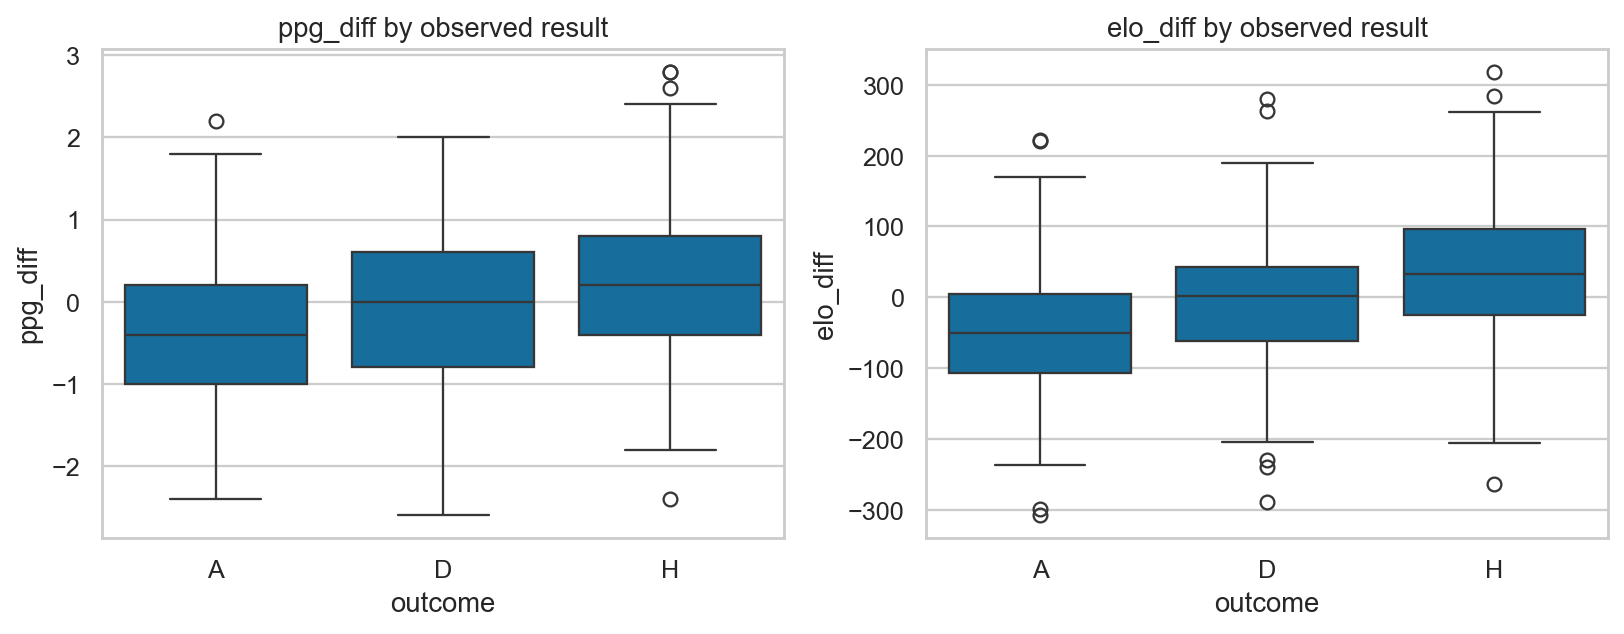 ppg_diff by observed result
3
2
1
0
−1
−2
ppg_diff
A D H
outcome
elo_diff by observed result
300
200
100
0
−100
−200
−300
elo_diff
A D H
outcome